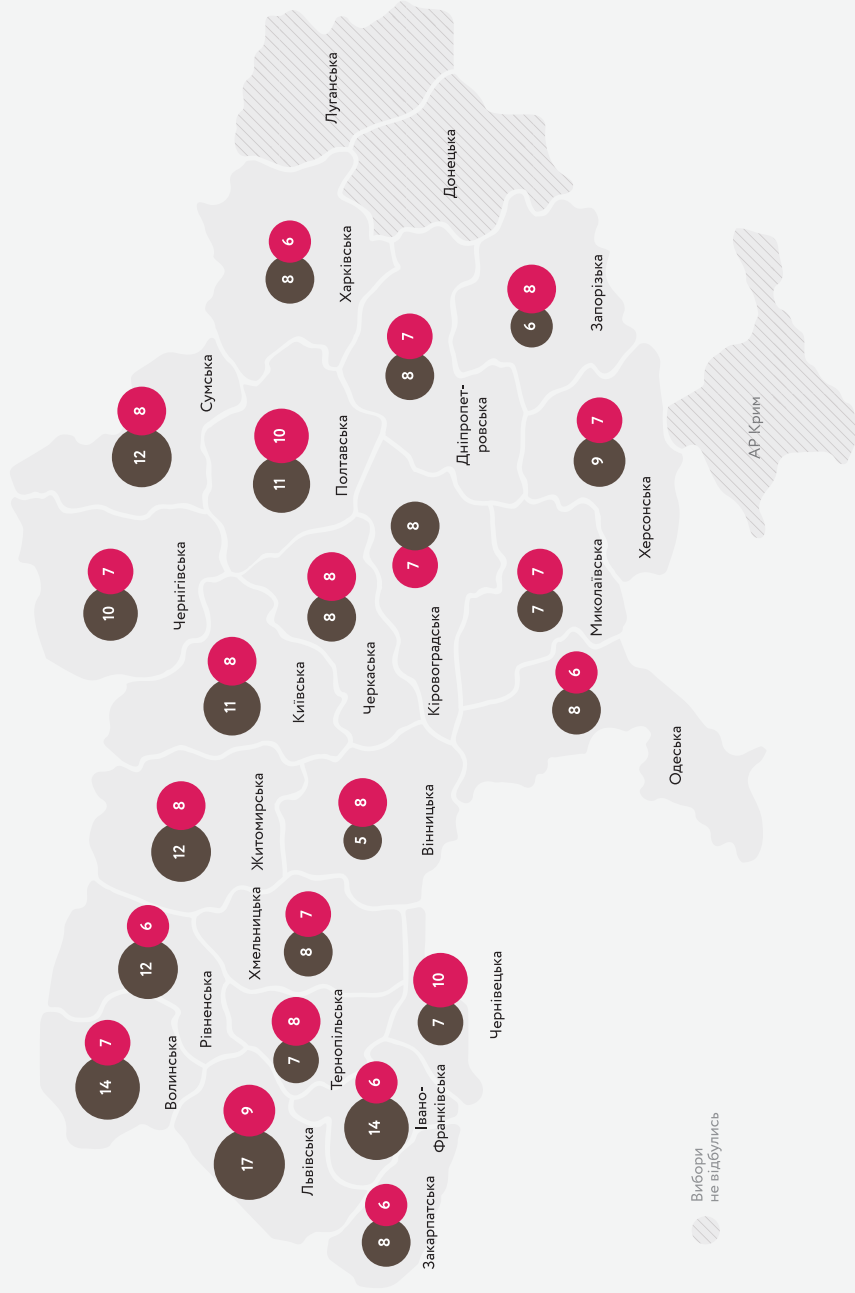 Волинська
14
7
Рівненська
12
6
Житомирська
12
8
Київська
11
8
Чернігівська
10
7
Сумська
12
8
Львівська
17
9
Тернопільська
7
8
Хмельницька
8
7
Вінницька
5
8
Черкаська
8
8
Полтавська
11
10
Харківська
8
6
Луганська
Закарпатська
8
6
Івано-
Франківська
14
6
Чернівецька
7
10
Кіровоградська
7
8
Дніпропет-
ровська
8
7
Донецька
Одеська
8
6
Миколаївська
7
7
Херсонська
9
7
Запорізька
6
8
АР Крим
Вибори
не відбулись